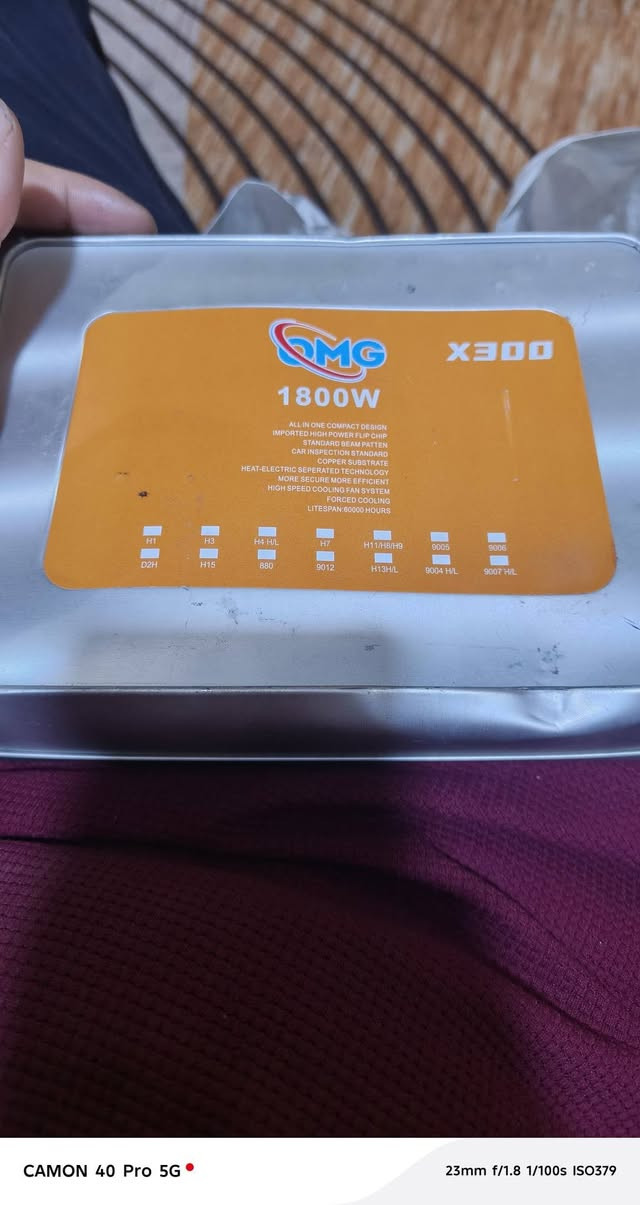 OMG
X300
1800W
ALL IN ONE COMPACT DESIGN
IMPORTED HIGH POWER FLIP CHIP
STANDARD BEAM PATTEN
CAR INSPECTION STANDARD
COPPER SUBSTRATE
HEAT-ELECTRIC SEPERATED TECHNOLOGY
MORE SECURE MORE EFFICIENT
HIGH SPEED COOLING FAN SYSTEM
FORCED COOLING
LITESPAN:60000 HOURS
H1 H3 H4 H/L H7 H11/H8/H9 9005 9006
D2H H15 880 9012 H13H/L 9004 H/L 9007 H/L
CAMON 40 Pro 5G
23mm f/1.8 1/100s ISO379